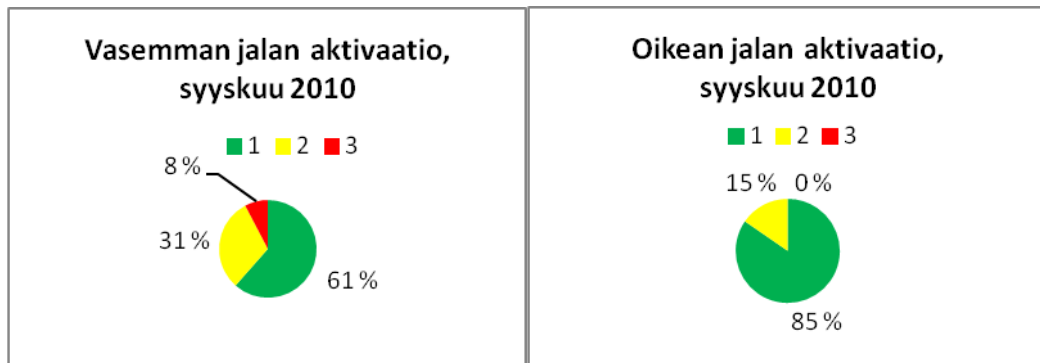 Vasemman jalan aktivaatio,
syyskuu 2010
1 2 3
8 %
31 %
61 %
Oikean jalan aktivaatio,
syyskuu 2010
1 2 3
15 % 0 %
85 %